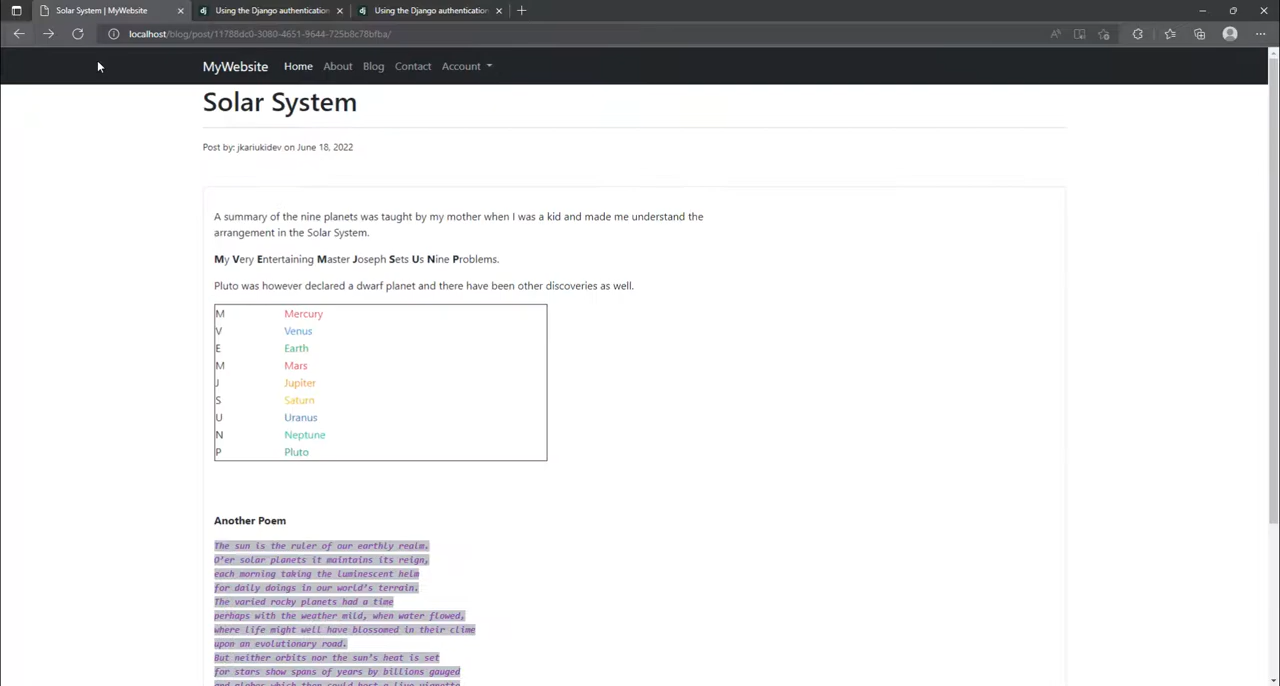 Solar System | MyWebsite
Using the Django authentication
Using the Django authentication
localhost/blog/post/11788dc0-3080-4651-9644-725b8c78bfba/
MyWebsite Home About Blog Contact Account
Solar System
Post by: jkariukidev on June 18, 2022
A summary of the nine planets was taught by my mother when I was a kid and made me understand the
arrangement in the Solar System.
My Very Entertaining Master Joseph Sets Us Nine Problems.
Pluto was however declared a dwarf planet and there have been other discoveries as well.
M Mercury
V Venus
E Earth
M Mars
J Jupiter
S Saturn
U Uranus
N Neptune
P Pluto
Another Poem
The sun is the ruler of our earthly realm.
O'er solar planets it maintains its reign,
each morning taking the luminescent helm
for daily doings in our world's terrain.
The varied rocky planets had a time
perhaps with the weather mild, when water flowed,
where life might well have blossomed in their clime
upon an evolutionary road.
But neither orbits nor the sun's heat is set
for stars show spans of years by billions gauged